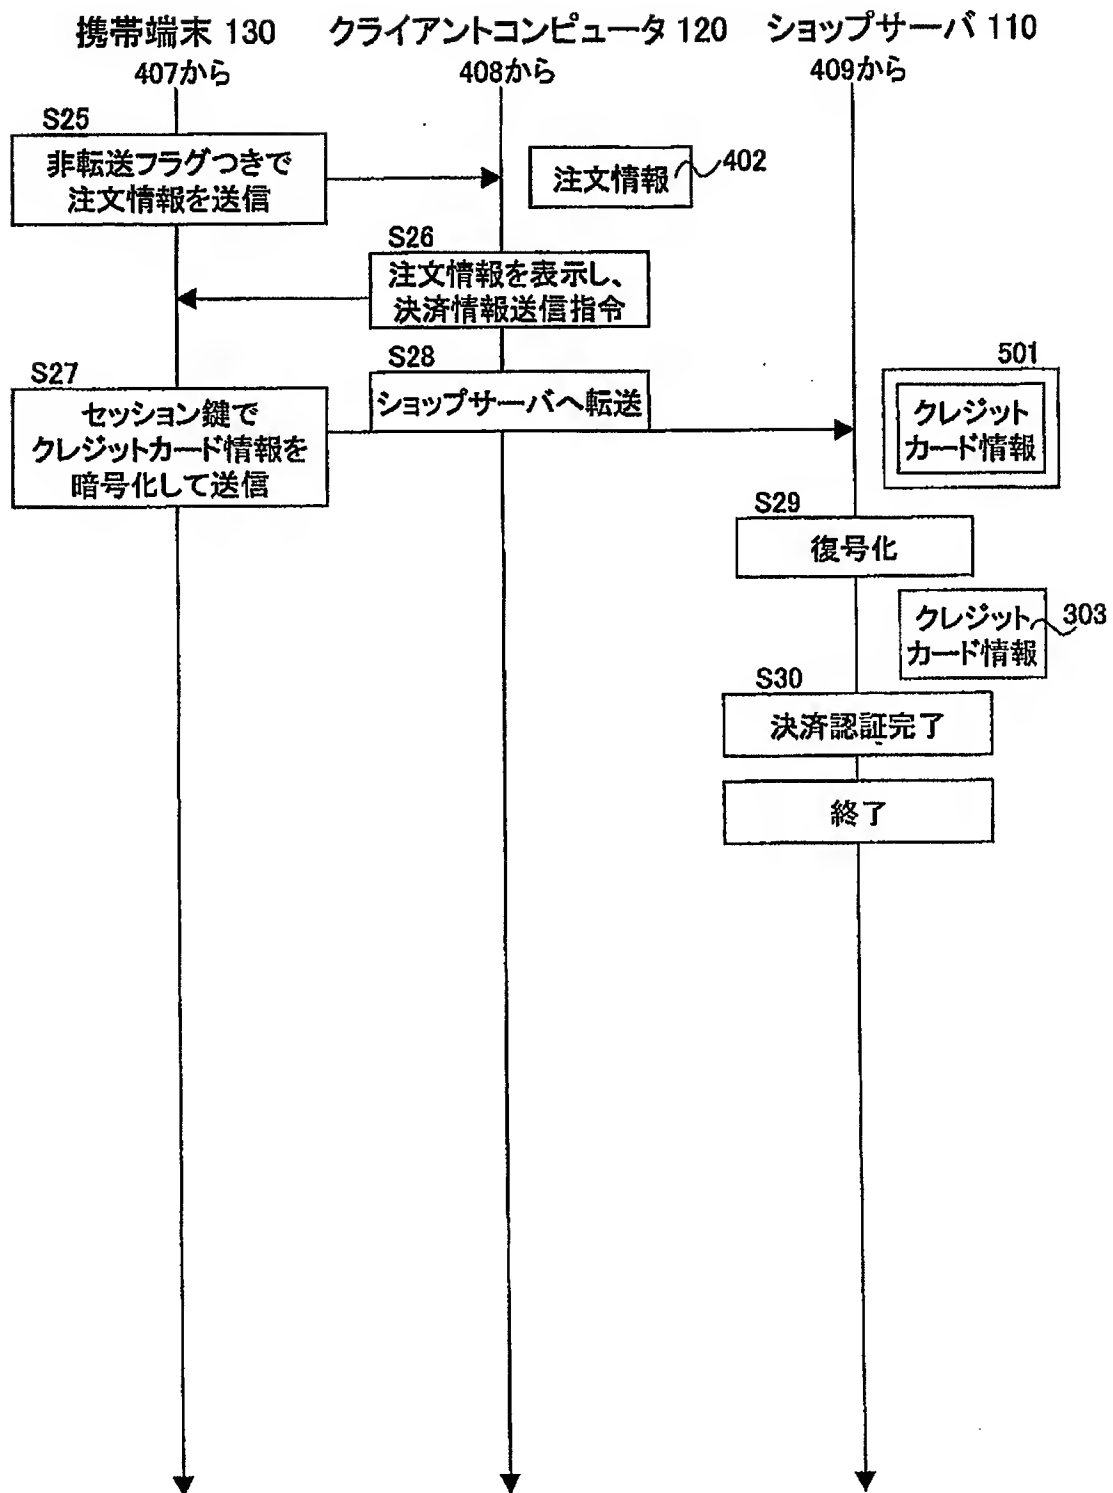 携帯端末 130
407から
クライアントコンピュータ 120
408から
ショップサーバ 110
409から
S25
非転送フラグつきで
注文情報を送信
注文情報
402
S26
注文情報を表示し、
決済情報送信指令
S27
セッション鍵で
クレジットカード情報を
暗号化して送信
S28
ショップサーバへ転送
501
クレジット
カード情報
S29
復号化
クレジット
カード情報
303
S30
決済認証完了
終了